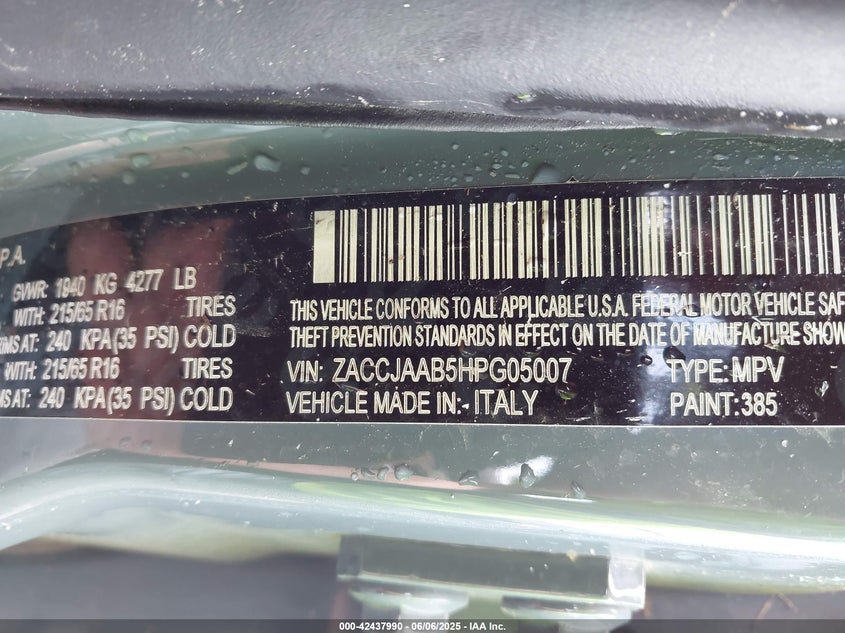 P.A.
GVWR: 1940 KG 4277 LB
WITH: 215/65 R16 TIRES
AT: 240 KPA(35 PSI) COLD
WITH: 215/65 R16 TIRES
AT: 240 KPA(35 PSI) COLD
THIS VEHICLE CONFORMS TO ALL APPLICABLE U.S.A. FEDERAL MOTOR VEHICLE SAF
THEFT PREVENTION STANDARDS IN EFFECT ON THE DATE OF MANUFACTURE SHOW
VIN: ZACCJAAB5HPG05007 TYPE: MPV
VEHICLE MADE IN: ITALY PAINT: 385
000-42437990 - 06/06/2025 - IAA Inc.